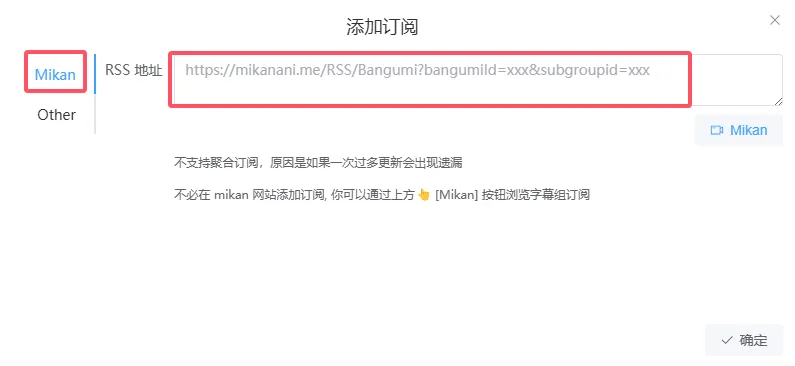 添加订阅
Mikan
RSS 地址
https://mikanani.me/RSS/Bangumi?bangumiId=xxx&subgroupid=xxx
Other
Mikan
不支持聚合订阅，原因是如果一次过多更新会出现遗漏
不必在 mikan 网站添加订阅, 你可以通过上方👆 [Mikan] 按钮浏览字幕组订阅
确定